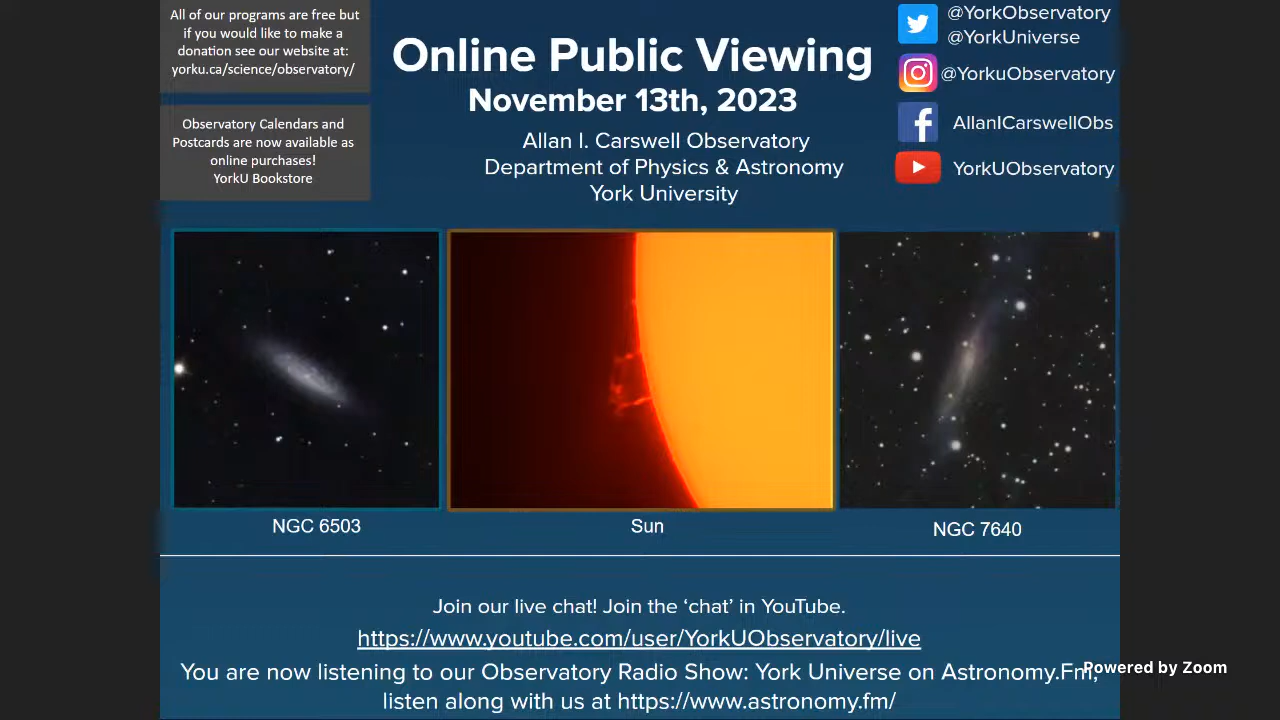 All of our programs are free but
if you would like to make a
donation see our website at:
yorku.ca/science/observatory/
Observatory Calendars and
Postcards are now available as
online purchases!
YorkU Bookstore
Online Public Viewing
November 13th, 2023
Allan I. Carswell Observatory
Department of Physics & Astronomy
York University
@YorkObservatory
@YorkUniverse
@YorkuObservatory
AllanICarswellObs
YorkUObservatory
NGC 6503
Sun
NGC 7640
Join our live chat! Join the ‘chat’ in YouTube.
https://www.youtube.com/user/YorkUObservatory/live
You are now listening to our Observatory Radio Show: York Universe on Astronomy.Fm,
listen along with us at https://www.astronomy.fm/
Powered by Zoom